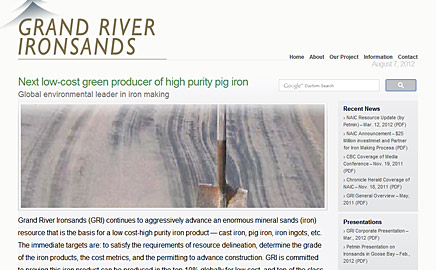 GRAND RIVER
IRONSANDS
Home About Our Project Information Contact
August 7, 2012
Next low-cost green producer of high purity pig iron
Global environmental leader in iron making
Google Custom Search
Recent News
NAIC Resource Update (by
Petmin) – Mar. 12, 2012 (PDF)
NAIC Announcement – $25
Million investment and Partner
for Iron Making Process (PDF)
CBC Coverage of Media
Conference – Nov. 19, 2011
(PDF)
Chronicle Herald Coverage of
NAIC – Nov. 18, 2011 (PDF)
GRI General Overview – May,
2011 (PDF)
Presentations
GRI Corporate Presentation –
Mar., 2012 (PDF)
Petmin Presentation on
Ironsands in Goose Bay – Feb.,
2012 (PDF)
Grand River Ironsands (GRI) continues to aggressively advance an enormous mineral sands (iron)
resource that is the basis for a low cost-high purity iron product — cast iron, pig iron, iron ingots, etc.
The immediate targets are: to satisfy the requirements of resource delineation, determine the grade
of the iron products, the cost metrics, and the permitting to advance construction. GRI is committed
to proving this iron product can be produced in the top 10% globally for low cost, and top of the class